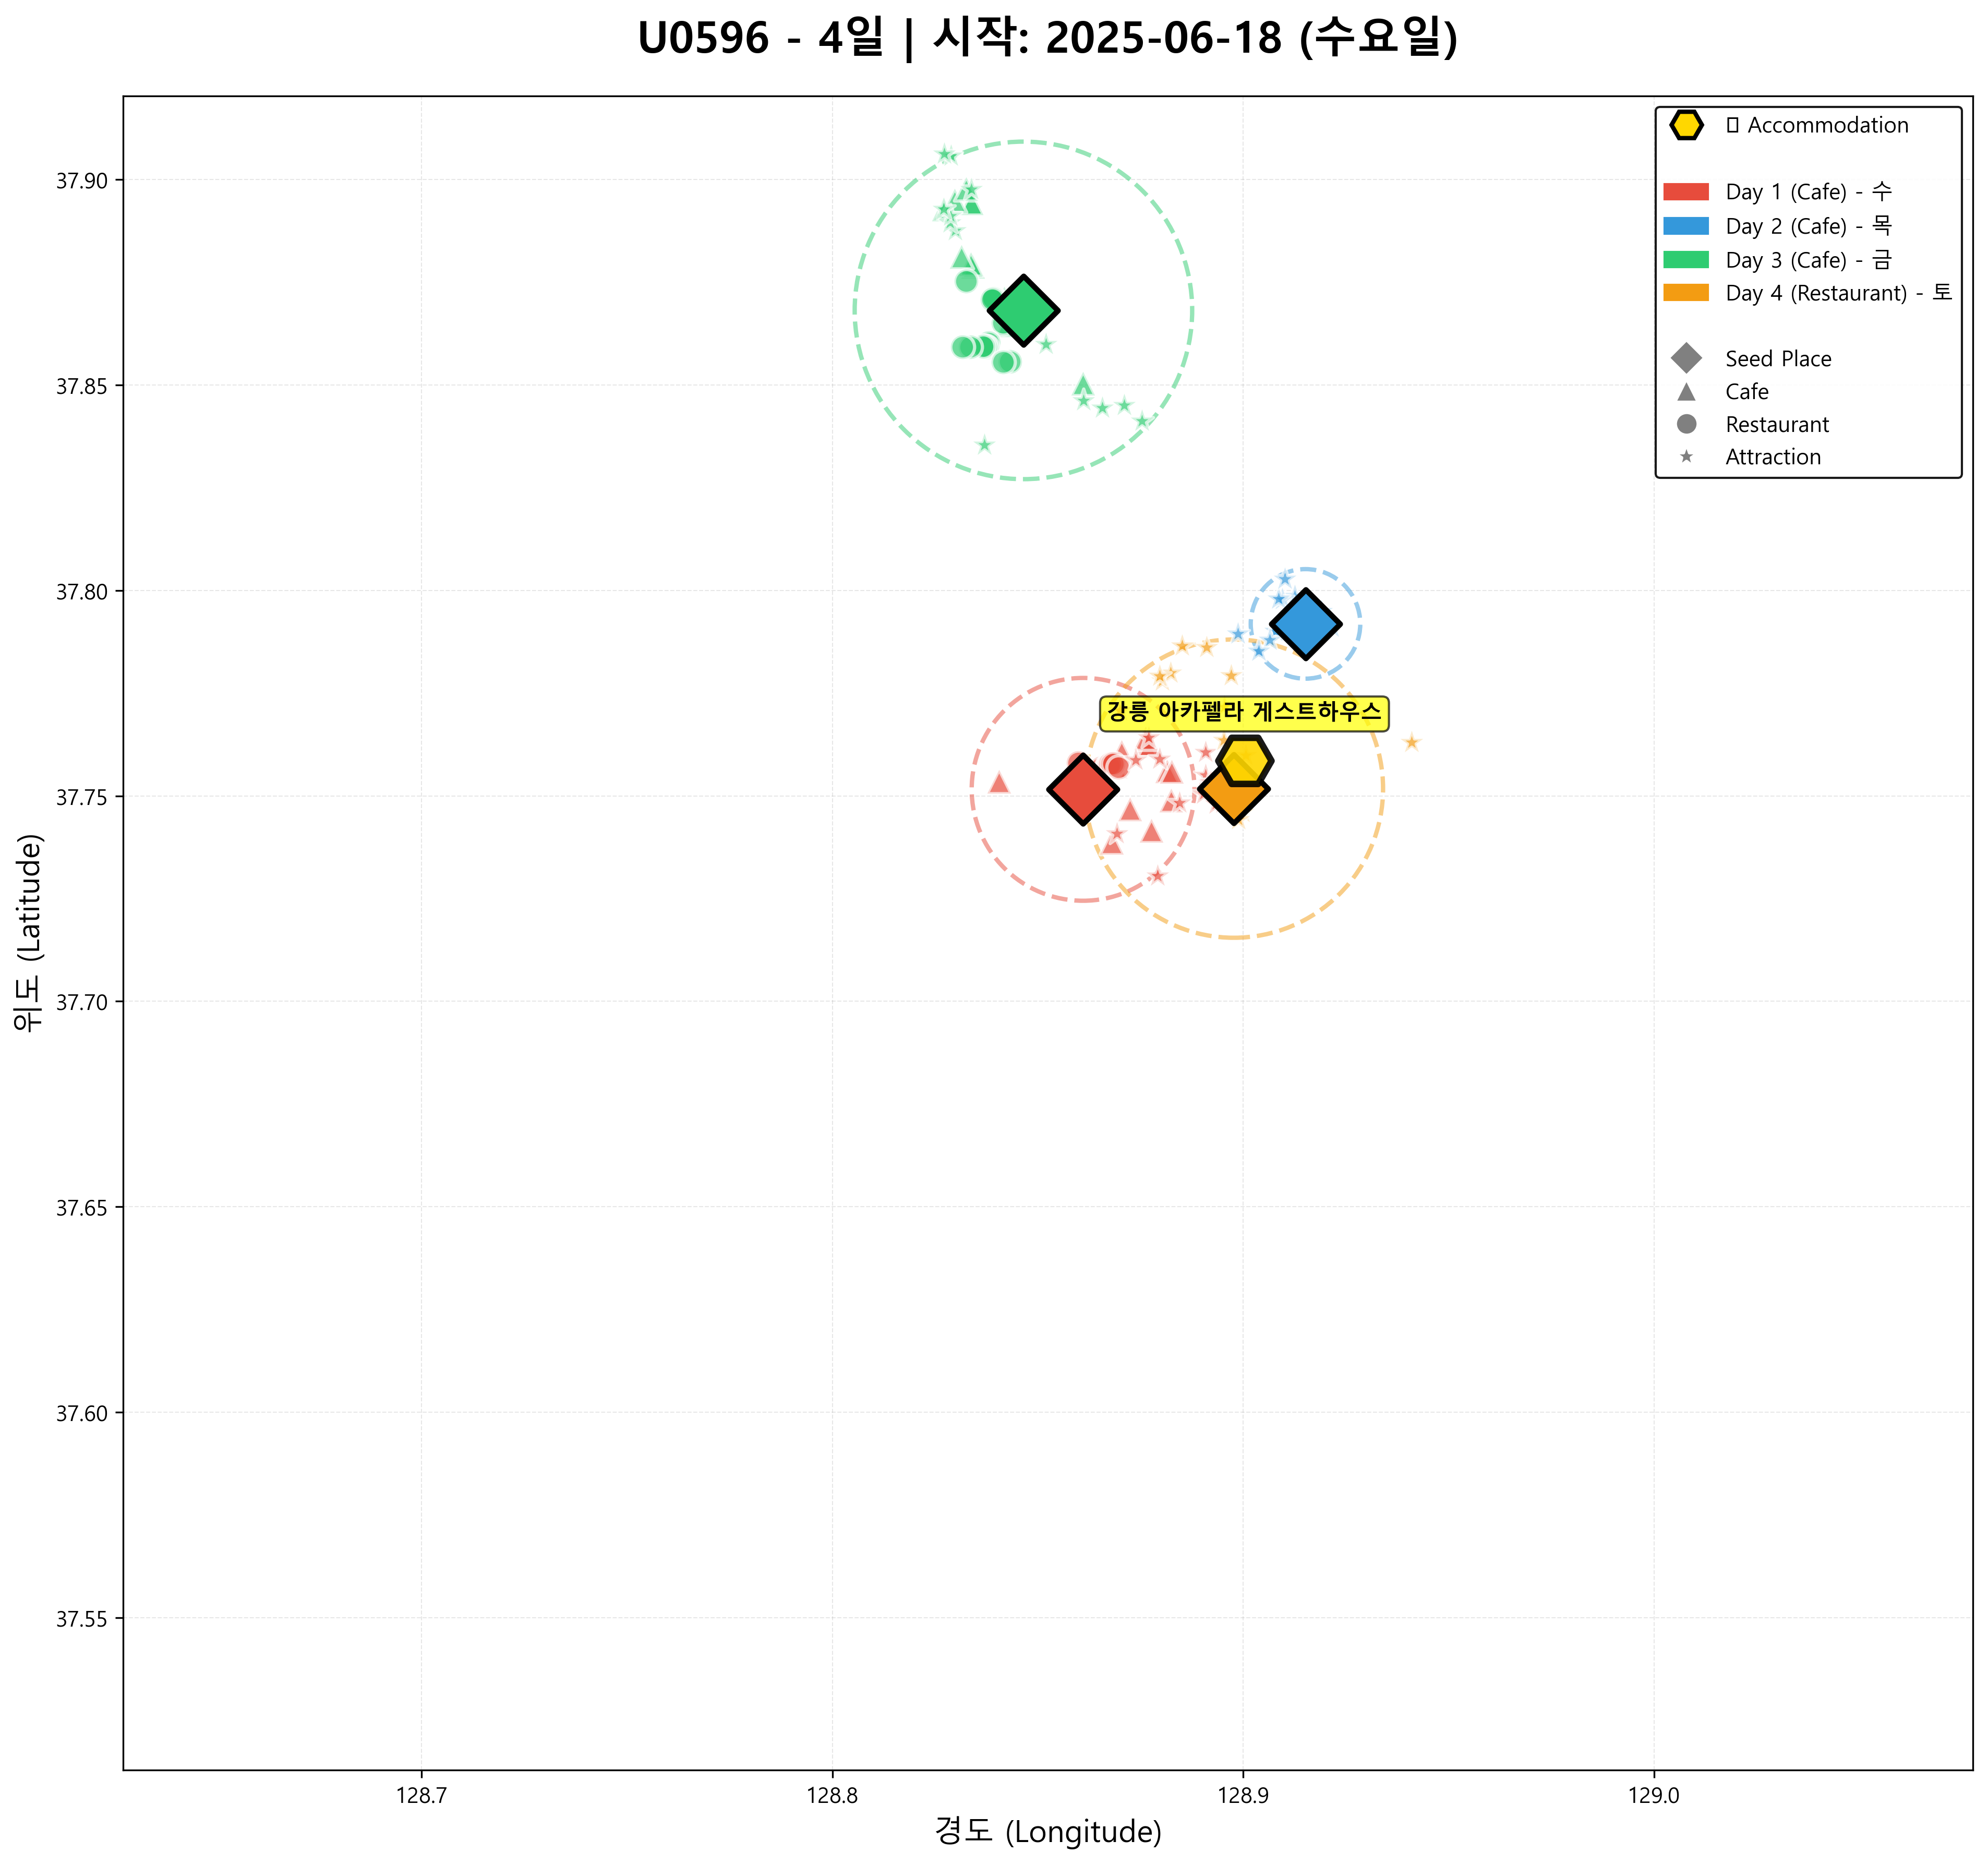 U0596 - 4일 | 시작: 2025-06-18 (수요일)
Accommodation
Day 1 (Cafe) - 수
Day 2 (Cafe) - 목
Day 3 (Cafe) - 금
Day 4 (Restaurant) - 토
Seed Place
Cafe
Restaurant
Attraction
강릉 아카펠라 게스트하우스
위도 (Latitude)
37.90
37.85
37.80
37.75
37.70
37.65
37.60
37.55
128.7
128.8
128.9
129.0
경도 (Longitude)